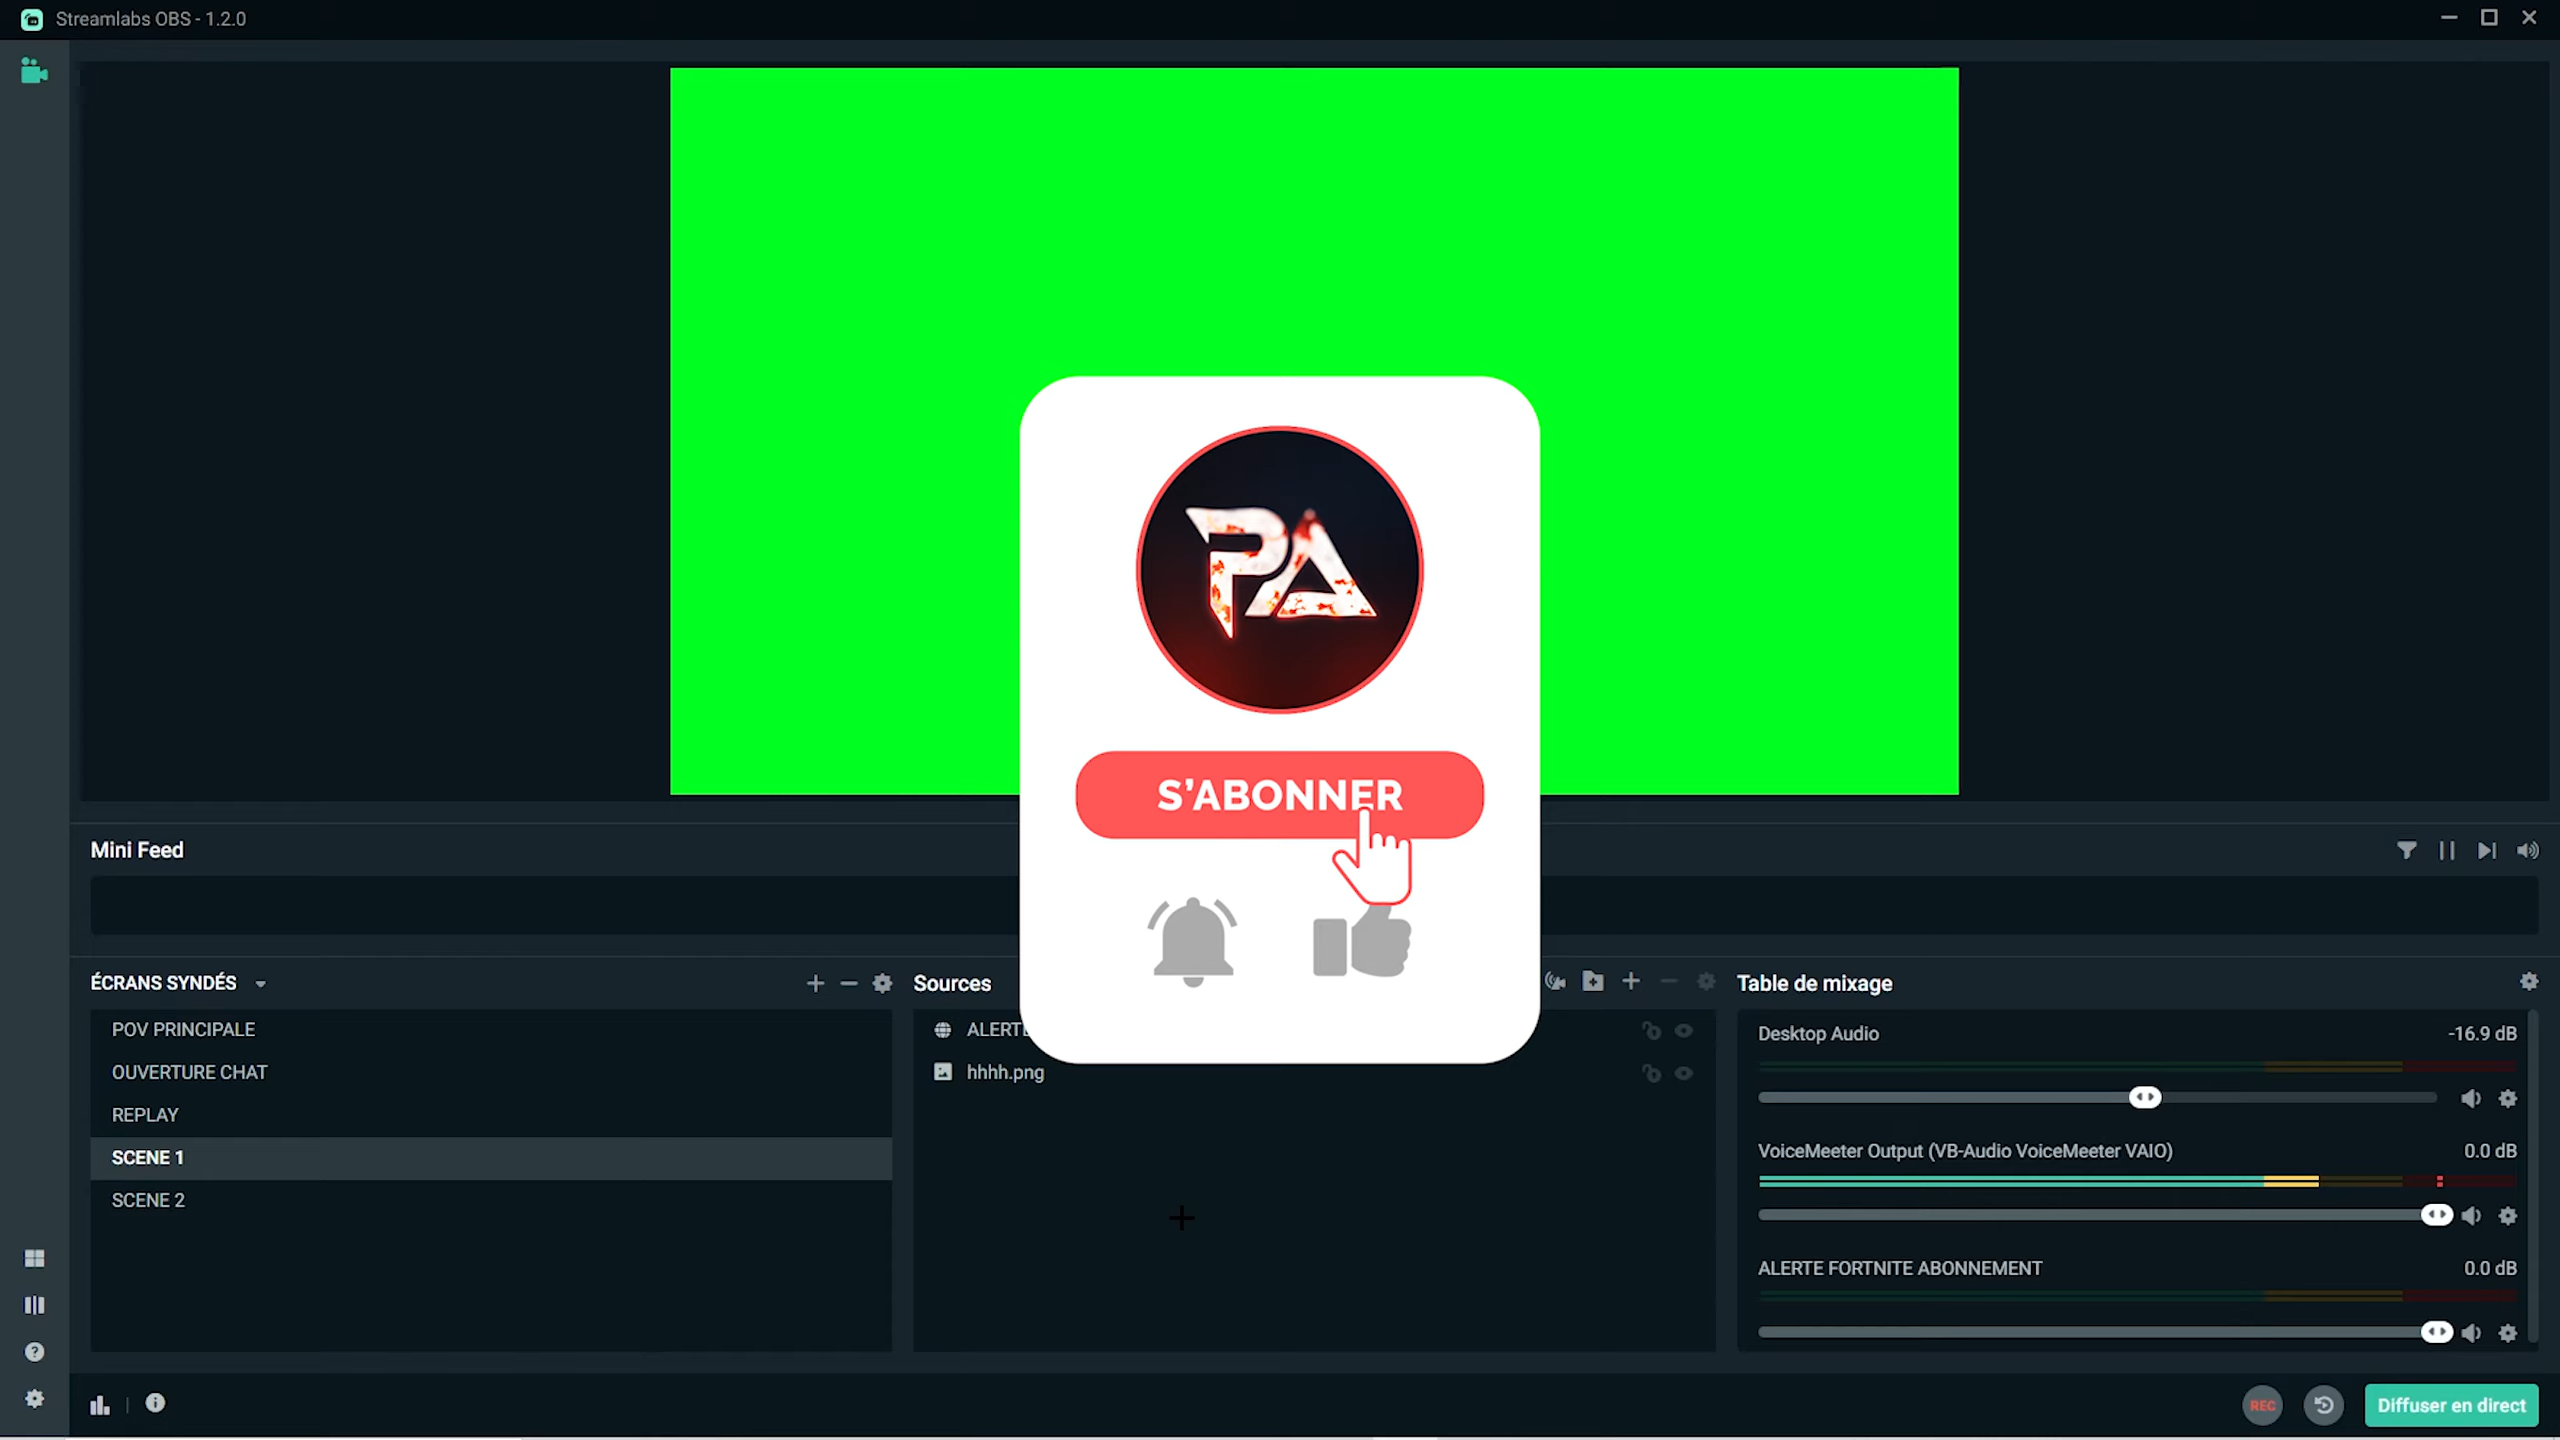 Streamlabs OBS - 1.2.0
PA
S'ABONNER
Mini Feed
ÉCRANS SYNDÉS
Sources
Table de mixage
POV PRINCIPALE
OUVERTURE CHAT
REPLAY
SCENE 1
SCENE 2
ALERTE
hhhh.png
Desktop Audio
-16.9 dB
VoiceMeeter Output (VB-Audio VoiceMeeter VAIO)
0.0 dB
ALERTE FORTNITE ABONNEMENT
0.0 dB
REC
Diffuser en direct